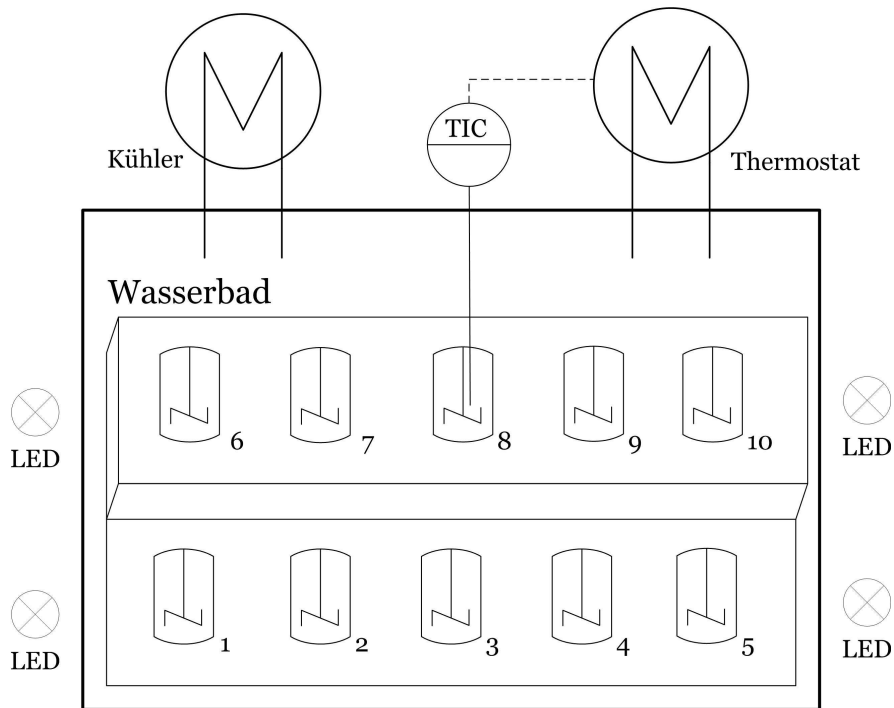 TIC
Kühler
Thermostat
Wasserbad
6 7 8 9 10
LED LED
1 2 3 4 5
LED LED